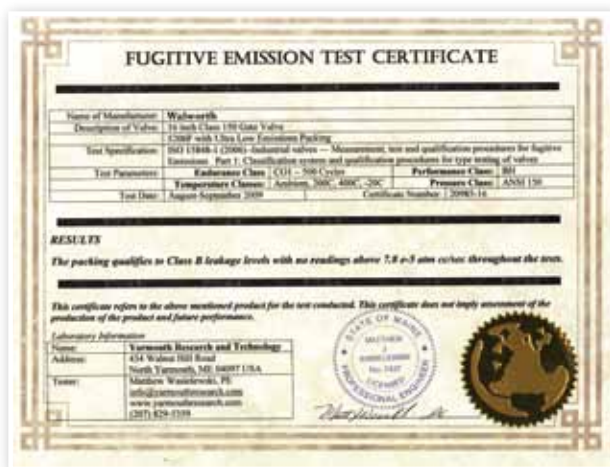 FUGITIVE EMISSION TEST CERTIFICATE
Name of Manufacturer: Walworth
Description of Valve: 16 inch Class 150 Gate Valve
with Ultra Low Emissions Packing
Test Specification: ISO 15848-1 (2006) -Industrial valves — Measurement, test and qualification procedures for fugitive
Emissions. Part 1: Classification system and qualification procedures for type testing of valves
Test Parameters: Endurance Class: CO1 – 500 Cycles Performance Class: BH
Temperature Classes: Ambient, 200C, 400C, -20C Pressure Class: ANSI 150
Test Date: August-September 2009 Certificate Number: 20985-16
RESULTS
The packing qualifies to Class B leakage levels with no readings above 7.8 e-5 atm cc/sec throughout the tests.
This certificate refers to the above mentioned product for the test conducted. This certificate does not imply assessment of the
production of the product and future performance.
Laboratory Information
Name: Yarmouth Research and Technology
Address: 434 Walnut Hill Road
North Yarmouth, ME 04097 USA
Tester: Matthew Wasielewski, PE
info@yarmouthresearch.com
www.yarmouthresearch.com
(207) 829-5359
STATE OF MAINE
MATTHEW
J
No.
LICENSED
PROFESSIONAL ENGINEER